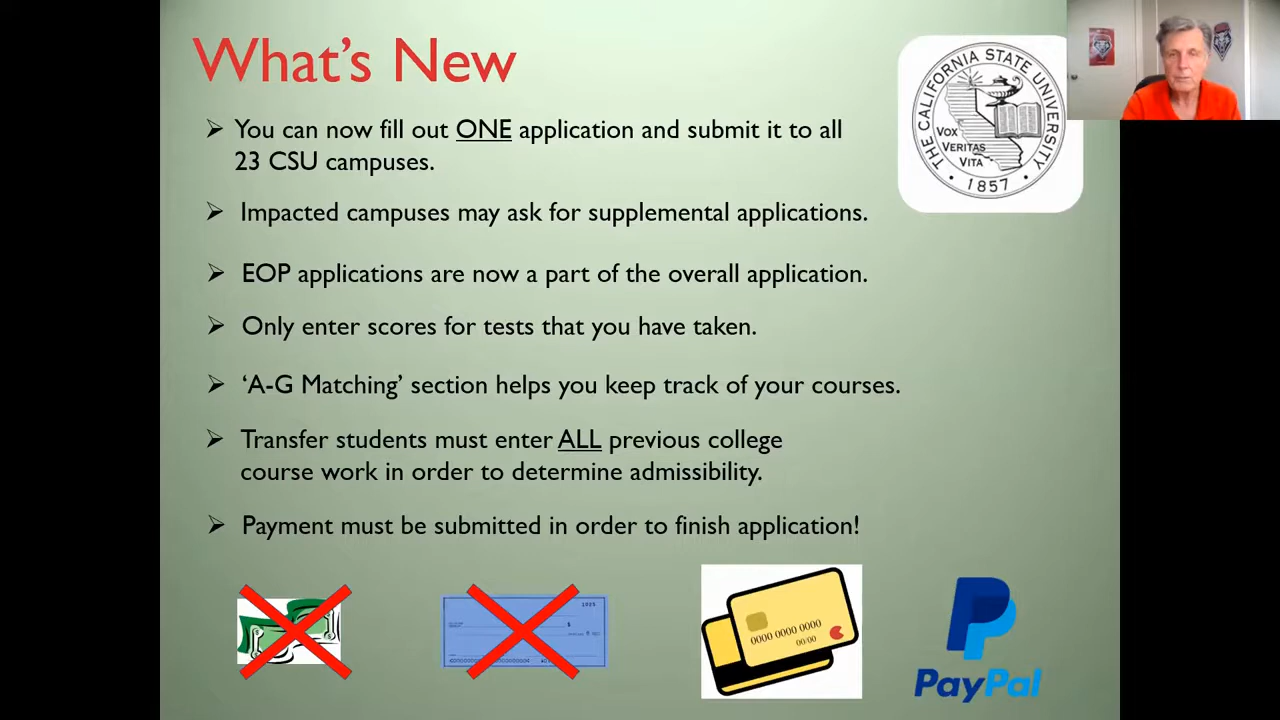 What's New
You can now fill out ONE application and submit it to all
23 CSU campuses.
Impacted campuses may ask for supplemental applications.
EOP applications are now a part of the overall application.
Only enter scores for tests that you have taken.
‘A-G Matching’ section helps you keep track of your courses.
Transfer students must enter ALL previous college
course work in order to determine admissibility.
Payment must be submitted in order to finish application!
THE CALIFORNIA STATE UNIVERSITY
VOX
VERITAS
VITA
• 1857 •
1025
$
0000 0000 0000
00:00
PayPal